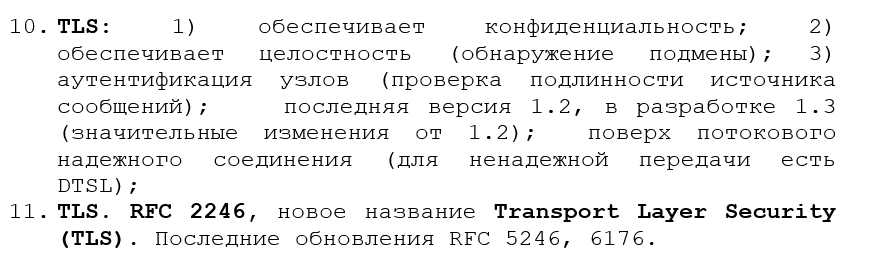 10. TLS: 1) обеспечивает конфиденциальность; 2)
обеспечивает целостность (обнаружение подмены); 3)
аутентификация узлов (проверка подлинности источника
сообщений); последняя версия 1.2, в разработке 1.3
(значительные изменения от 1.2); поверх потокового
надежного соединения (для ненадежной передачи есть
DTSL);
11. TLS. RFC 2246, новое название Transport Layer Security
(TLS). Последние обновления RFC 5246, 6176.